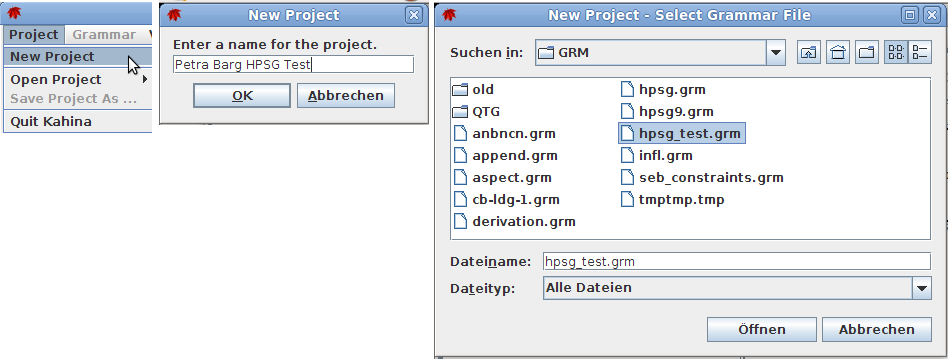 Project Grammar
New Project
Open Project
Save Project As ...
Quit Kahina
New Project
Enter a name for the project.
Petra Barg HPSG Test
OK Abbrechen
New Project - Select Grammar File
Suchen in: GRM
old hpsg.grm
QTG hpsg9.grm
anbncn.grm hpsg_test.grm
append.grm infl.grm
aspect.grm seb_constraints.grm
cb-ldg-1.grm tmptmp.tmp
derivation.grm
Dateiname: hpsg_test.grm
Dateityp: Alle Dateien
Öffnen Abbrechen